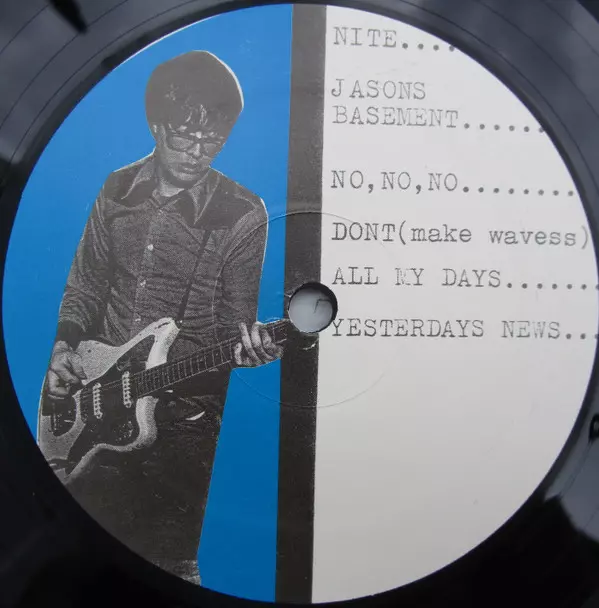 NITE....
JASONS
BASEMENT......
NO,NO,NO........
DONT(make wavess)
ALL MY DAYS.......
YESTERDAYS NEWS...